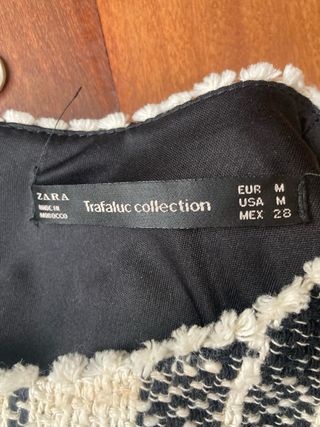 ZARA
MADE IN
MOROCCO
Trafaluc collection
EUR M
USA M
MEX 28